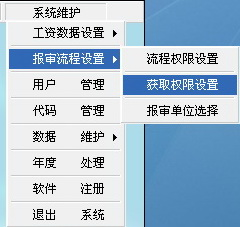 系统维护
工资数据设置
报审流程设置
用户 管理
代码 管理
数据 维护
年度 处理
软件 注册
退出 系统
流程权限设置
获取权限设置
报审单位选择